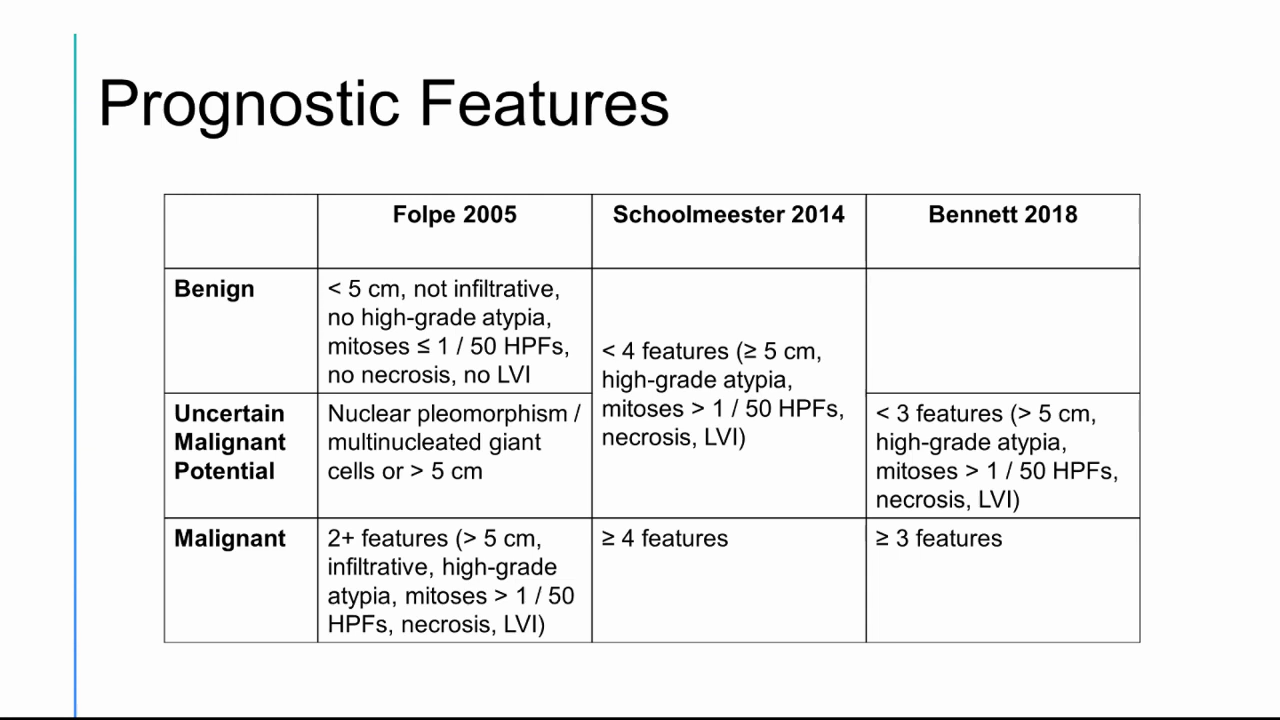 Prognostic Features
Folpe 2005
Schoolmeester 2014
Bennett 2018
Benign
< 5 cm, not infiltrative,
no high-grade atypia,
mitoses ≤ 1 / 50 HPFs,
no necrosis, no LVI
< 4 features (≥ 5 cm,
high-grade atypia,
mitoses > 1 / 50 HPFs,
necrosis, LVI)
Uncertain
Malignant
Potential
Nuclear pleomorphism /
multinucleated giant
cells or > 5 cm
< 3 features (> 5 cm,
high-grade atypia,
mitoses > 1 / 50 HPFs,
necrosis, LVI)
Malignant
2+ features (> 5 cm,
infiltrative, high-grade
atypia, mitoses > 1 / 50
HPFs, necrosis, LVI)
≥ 4 features
≥ 3 features